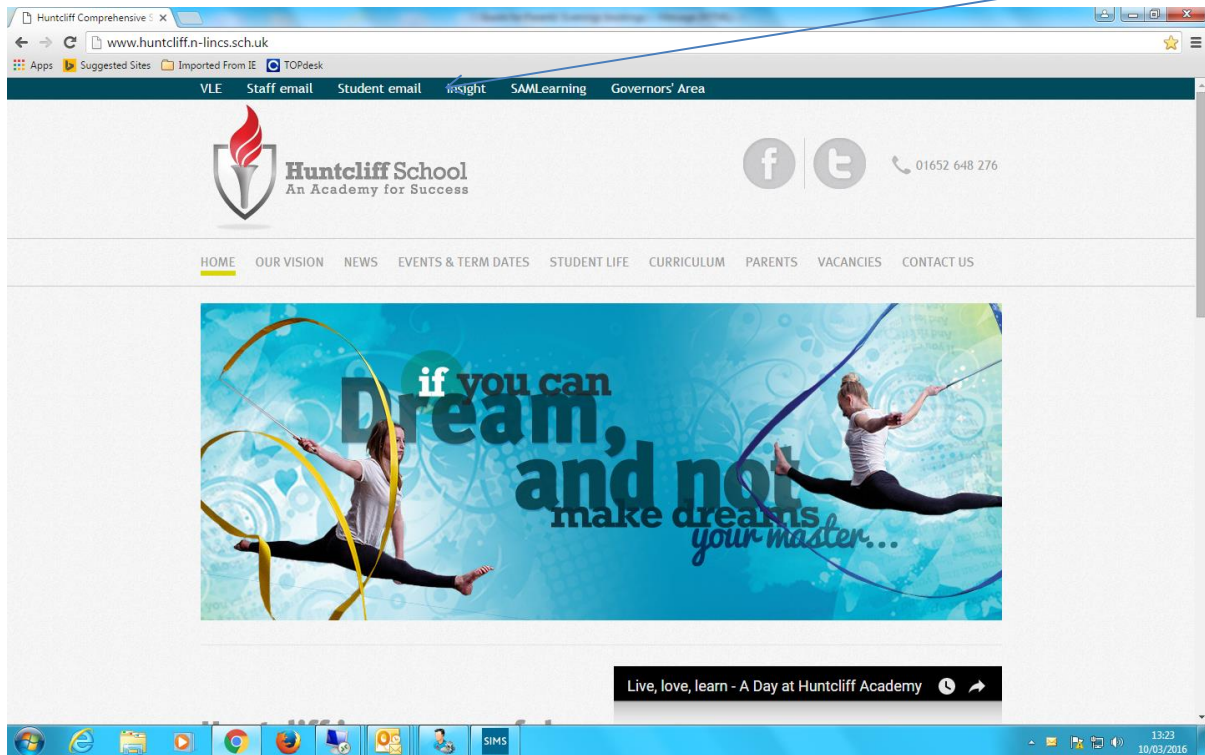 Huntcliff Comprehensive S
www.huntcliff.n-lincs.sch.uk
Apps Suggested Sites Imported From IE TOPdesk
VLE Staff email Student email Insight SAMLearning Governors' Area
Huntcliff School
An Academy for Success
f t 01652 648 276
HOME OUR VISION NEWS EVENTS & TERM DATES STUDENT LIFE CURRICULUM PARENTS VACANCIES CONTACT US
if you can
Dream,
and not
make dreams
your master...
Live, love, learn - A Day at Huntcliff Academy
SIMS
13:23
10/03/2016